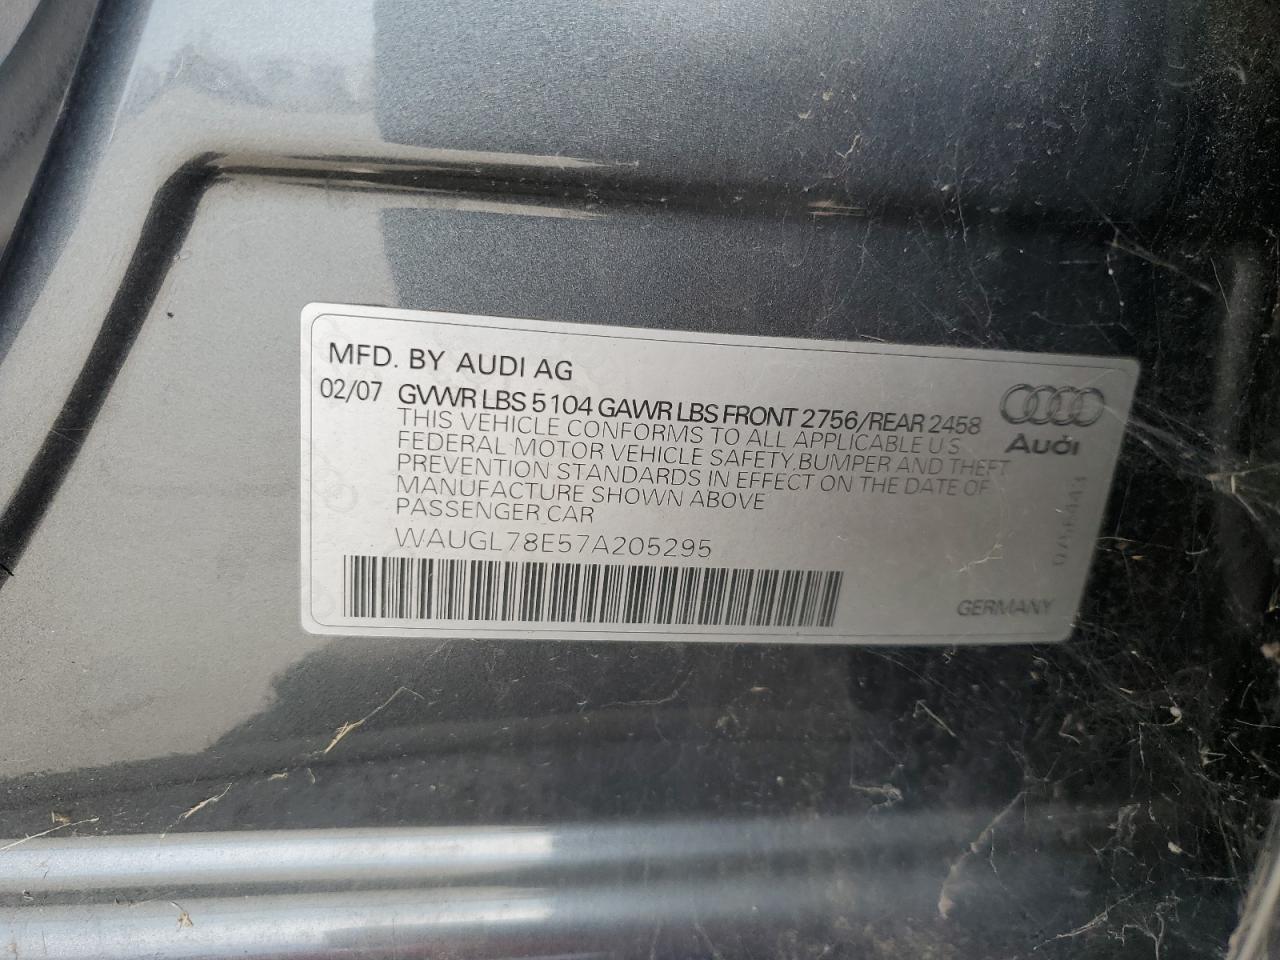 MFD. BY AUDI AG
02/07 GVWR LBS 5104 GAWR LBS FRONT 2756/REAR 2458
THIS VEHICLE CONFORMS TO ALL APPLICABLE U.S.
FEDERAL MOTOR VEHICLE SAFETY,BUMPER AND THEFT
PREVENTION STANDARDS IN EFFECT ON THE DATE OF
MANUFACTURE SHOWN ABOVE
PASSENGER CAR
WAUGL78E57A205295
Audi
GERMANY